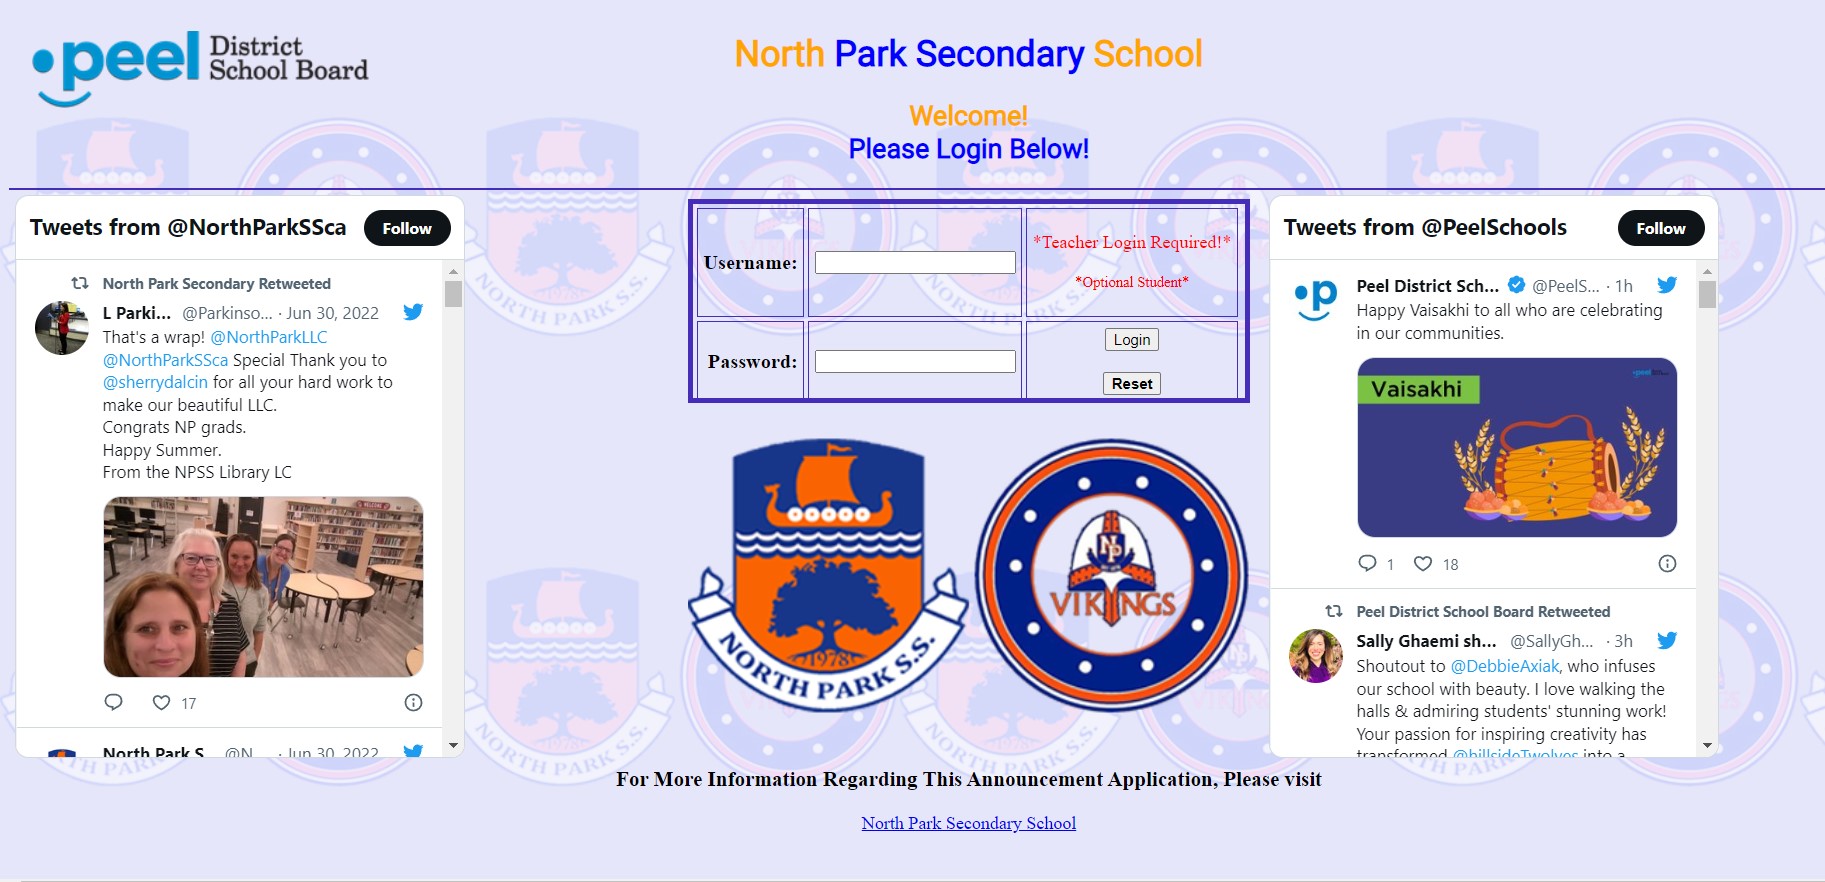 peel District
School Board
North Park Secondary School
Welcome!
Please Login Below!
Tweets from @NorthParkSSca
Follow
North Park Secondary Retweeted
L Parki... @Parkinso... · Jun 30, 2022
That's a wrap! @NorthParkLLC
@NorthParkSSca Special Thank you to
@sherrydalcin for all your hard work to
make our beautiful LLC.
Congrats NP grads.
Happy Summer.
From the NPSS Library LC
17
North Park S... @N... · Jun 30, 2022
Username:
*Teacher Login Required!*
*Optional Student*
Password:
Login
Reset
1978
NORTH PARK S.S.
NP
VIKINGS
Tweets from @PeelSchools
Follow
Peel District Sch... @PeelS... · 1h
Happy Vaisakhi to all who are celebrating
in our communities.
peel
Vaisakhi
1 18
Peel District School Board Retweeted
Sally Ghaemi sh... @SallyGh... · 3h
Shoutout to @DebbieAxiak, who infuses
our school with beauty. I love walking the
halls & admiring students' stunning work!
Your passion for inspiring creativity has
transformed @hillsideTwolves into a
For More Information Regarding This Announcement Application, Please visit
North Park Secondary School